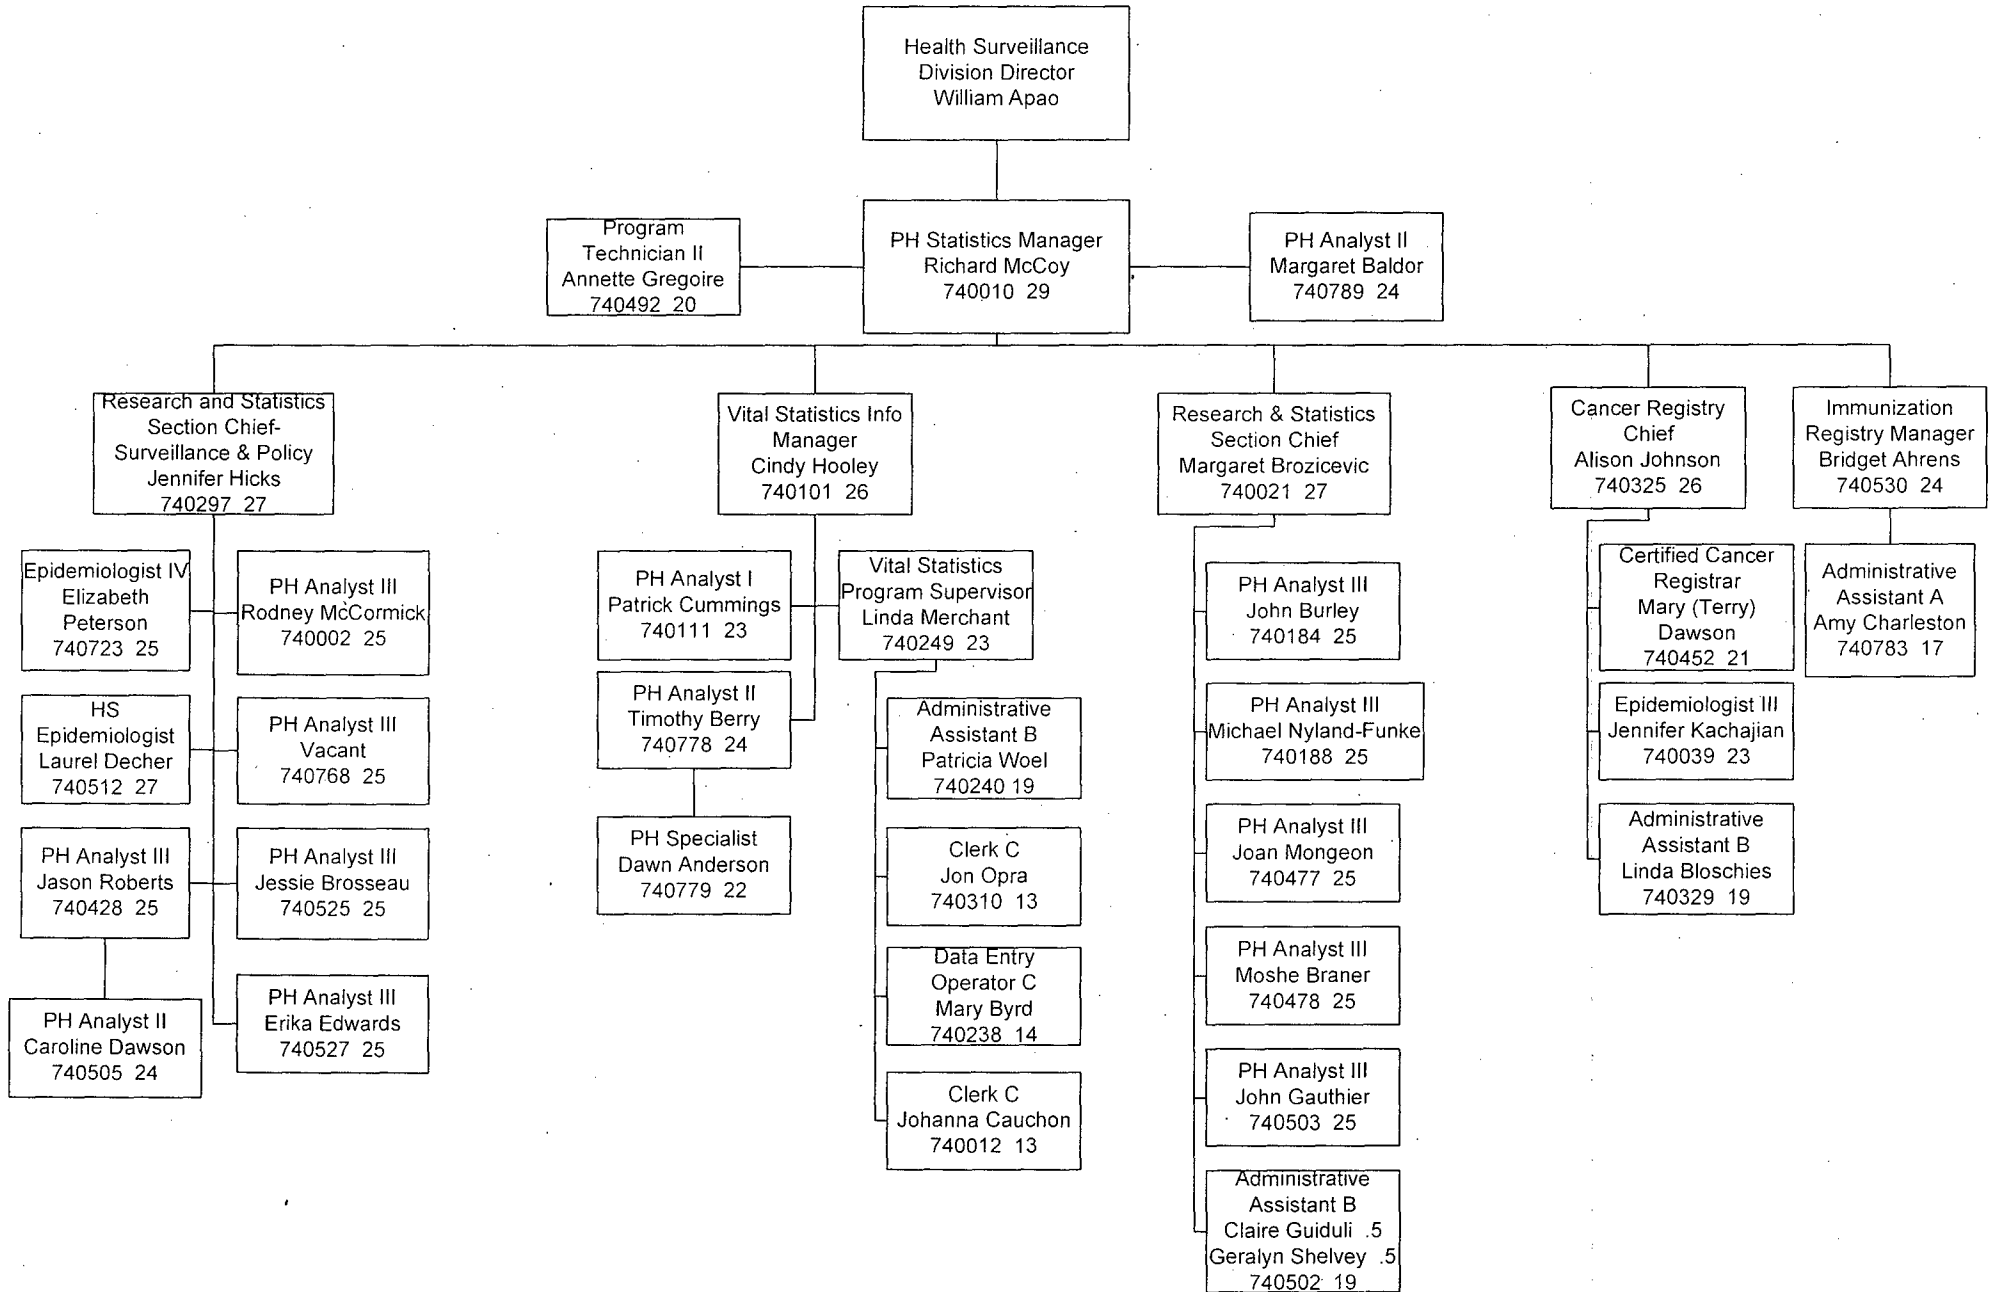 Health Surveillance
Division Director
William Apao
Program
Technician II
Annette Gregoire
740492 20
PH Statistics Manager
Richard McCoy
740010 29
PH Analyst II
Margaret Baldor
740789 24
Research and Statistics
Section Chief-
Surveillance & Policy
Jennifer Hicks
740297 27
Vital Statistics Info
Manager
Cindy Hooley
740101 26
Research & Statistics
Section Chief
Margaret Brozicevic
740021 27
Cancer Registry
Chief
Alison Johnson
740325 26
Immunization
Registry Manager
Bridget Ahrens
740530 24
Epidemiologist IV
Elizabeth
Peterson
740723 25
PH Analyst III
Rodney McCormick
740002 25
HS
Epidemiologist
Laurel Decher
740512 27
PH Analyst III
Vacant
740768 25
PH Analyst III
Jason Roberts
740428 25
PH Analyst III
Jessie Brosseau
740525 25
PH Analyst II
Caroline Dawson
740505 24
PH Analyst III
Erika Edwards
740527 25
PH Analyst I
Patrick Cummings
740111 23
Vital Statistics
Program Supervisor
Linda Merchant
740249 23
PH Analyst II
Timothy Berry
740778 24
PH Specialist
Dawn Anderson
740779 22
Administrative
Assistant B
Patricia Woel
740240 19
Clerk C
Jon Opra
740310 13
Data Entry
Operator C
Mary Byrd
740238 14
Clerk C
Johanna Cauchon
740012 13
PH Analyst III
John Burley
740184 25
PH Analyst III
Michael Nyland-Funke
740188 25
PH Analyst III
Joan Mongeon
740477 25
PH Analyst III
Moshe Braner
740478 25
PH Analyst III
John Gauthier
740503 25
Administrative
Assistant B
Claire Guiduli .5
Geralyn Shelvey .5
740502 19
Certified Cancer
Registrar
Mary (Terry)
Dawson
740452 21
Epidemiologist III
Jennifer Kachajian
740039 23
Administrative
Assistant B
Linda Bloschies
740329 19
Administrative
Assistant A
Amy Charleston
740783 17